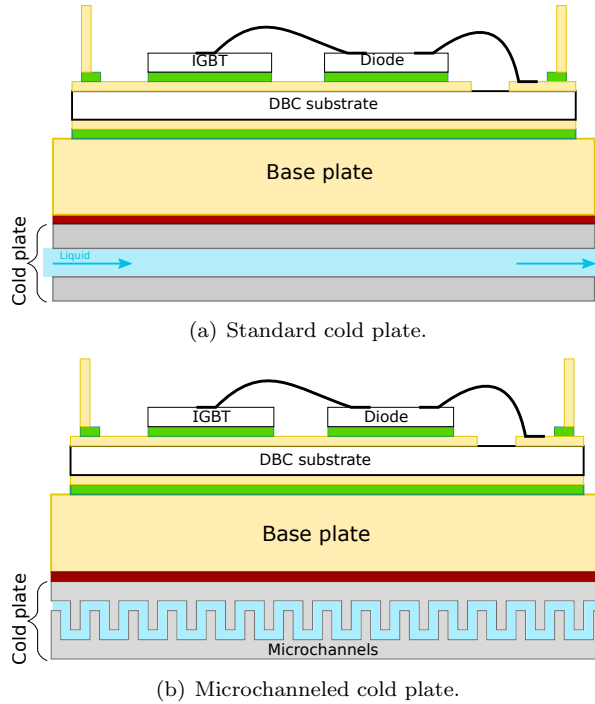 IGBT
Diode
DBC substrate
Base plate
Cold plate
Liquid
(a) Standard cold plate.
IGBT
Diode
DBC substrate
Base plate
Cold plate
Microchannels
(b) Microchanneled cold plate.